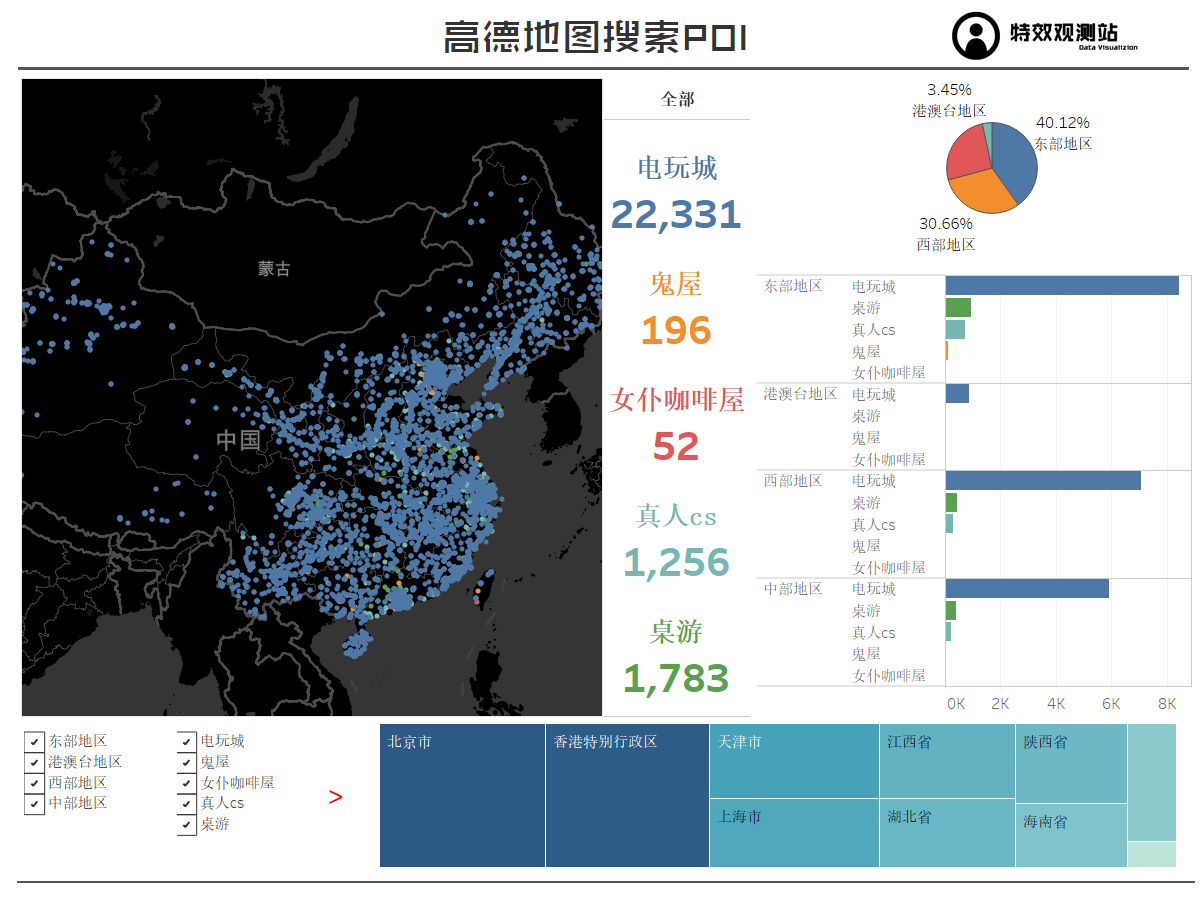 高德地图搜索POI
特效观测站
Data Visualiztion
蒙古
中国
全部
电玩城
22,331
鬼屋
196
女仆咖啡屋
52
真人cs
1,256
桌游
1,783
3.45%
港澳台地区
40.12%
东部地区
30.66%
西部地区
东部地区
电玩城
桌游
真人cs
鬼屋
女仆咖啡屋
港澳台地区
电玩城
桌游
鬼屋
女仆咖啡屋
西部地区
电玩城
桌游
真人cs
鬼屋
女仆咖啡屋
中部地区
电玩城
桌游
真人cs
鬼屋
女仆咖啡屋
0K 2K 4K 6K 8K
东部地区
港澳台地区
西部地区
中部地区
电玩城
鬼屋
女仆咖啡屋
真人cs
桌游
>
北京市
香港特别行政区
天津市
上海市
江西省
湖北省
陕西省
海南省